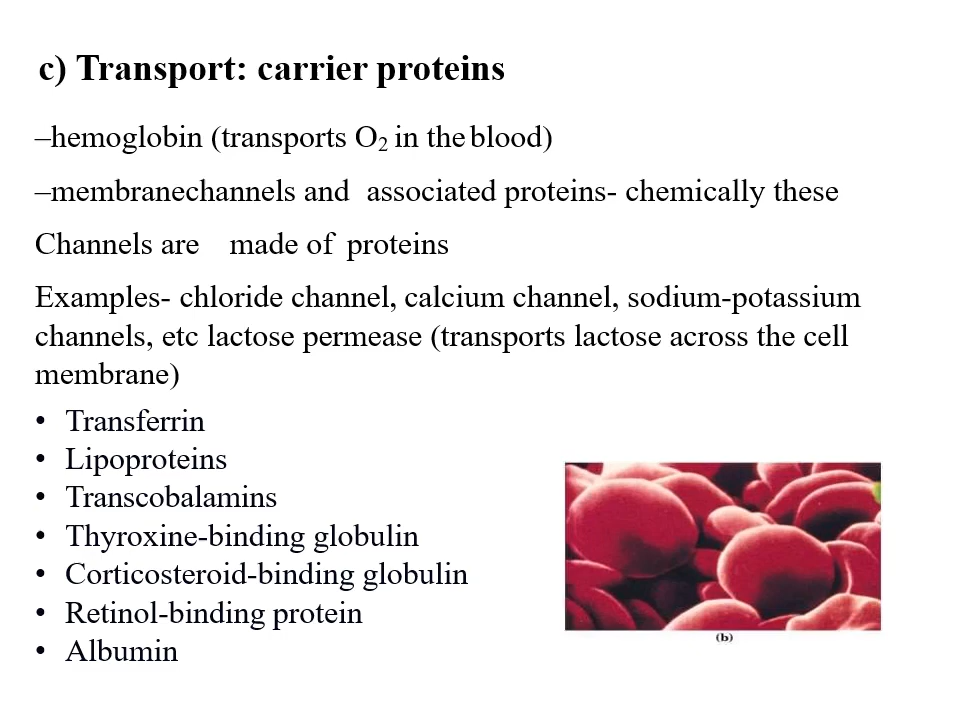 c) Transport: carrier proteins
–hemoglobin (transports O₂ in the blood)
–membranechannels and associated proteins- chemically these
Channels are made of proteins
Examples- chloride channel, calcium channel, sodium-potassium
channels, etc lactose permease (transports lactose across the cell
membrane)
• Transferrin
• Lipoproteins
• Transcobalamins
• Thyroxine-binding globulin
• Corticosteroid-binding globulin
• Retinol-binding protein
• Albumin
(b)